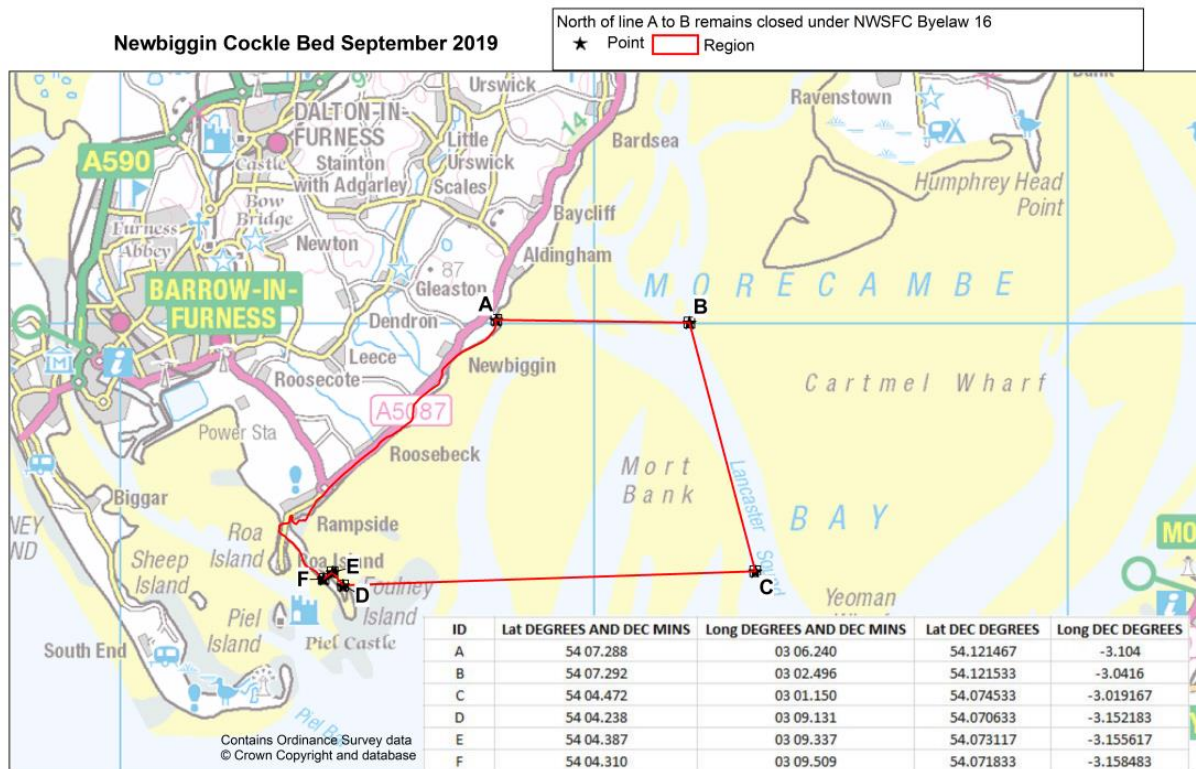 Newbiggin Cockle Bed September 2019
North of line A to B remains closed under NWSFC Byelaw 16
Point Region
Urswick
DALTON-IN-
FURNESS
14
Ravenstown
Bardsea
A590
Castle
Little
Urswick
Stainton
with Adgarley
Scales
Humphrey Head
Point
Bow
Bridge
Furness
Abbey
Newton
Baycliff
Aldingham
87
Gleaston
MORECAMBE
BARROW-IN-
FURNESS
A
B
Dendron
Newbiggin
Leece
Roosecote
Cartmel Wharf
A5087
Power Sta
Roosebeck
Mort
Bank
Lancaster
Sound
BAY
Biggar
Rampside
Roa
Island
Sheep
Island
Roa Island
MO
E
F
D
C
Foulney
Island
Piel
Island
Piel Castle
Yeoman
South End
ID Lat DEGREES AND DEC MINS Long DEGREES AND DEC MINS Lat DEC DEGREES Long DEC DEGREES
A 54 07.288 03 06.240 54.121467 -3.104
B 54 07.292 03 02.496 54.121533 -3.0416
C 54 04.472 03 01.150 54.074533 -3.019167
D 54 04.238 03 09.131 54.070633 -3.152183
E 54 04.387 03 09.337 54.073117 -3.155617
F 54 04.310 03 09.509 54.071833 -3.158483
Contains Ordinance Survey data
© Crown Copyright and database